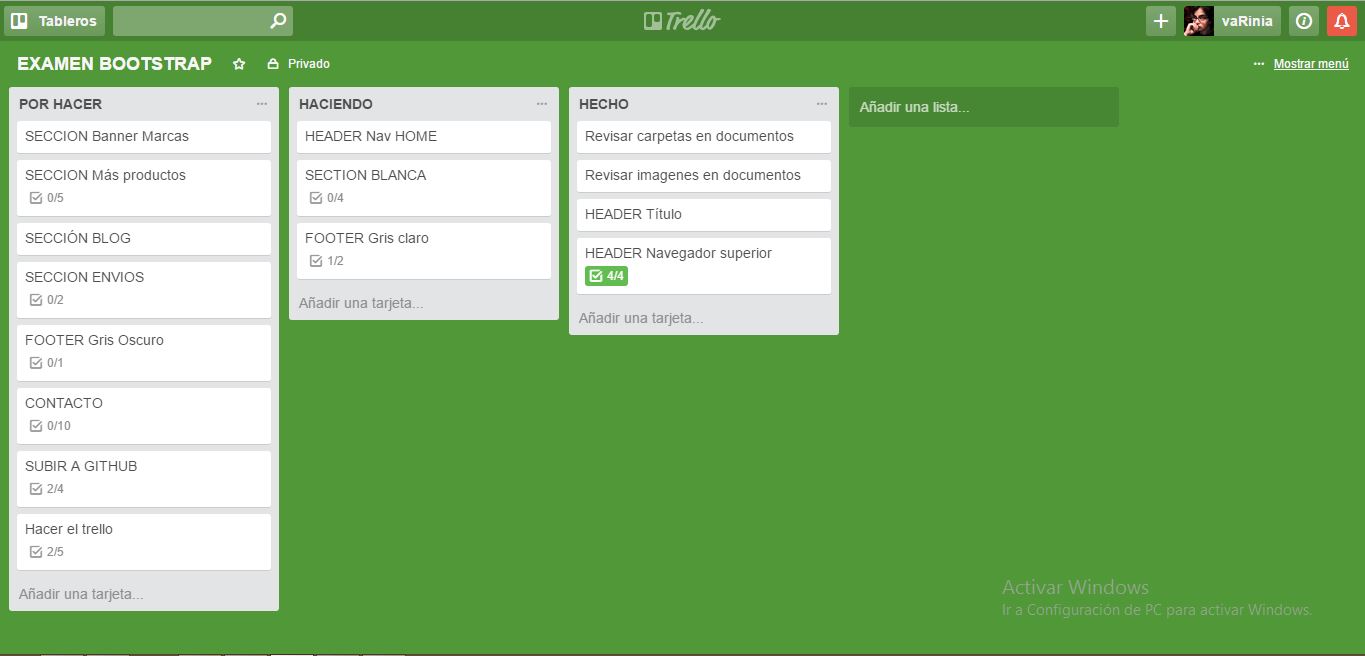 Tableros
Trello
vaRinia
EXAMEN BOOTSTRAP
Privado
... Mostrar menú
POR HACER ...
SECCION Banner Marcas
SECCION Más productos
0/5
SECCIÓN BLOG
SECCION ENVIOS
0/2
FOOTER Gris Oscuro
0/1
CONTACTO
0/10
SUBIR A GITHUB
2/4
Hacer el trello
2/5
Añadir una tarjeta...
HACIENDO ...
HEADER Nav HOME
SECTION BLANCA
0/4
FOOTER Gris claro
1/2
Añadir una tarjeta...
HECHO ...
Revisar carpetas en documentos
Revisar imagenes en documentos
HEADER Título
HEADER Navegador superior
4/4
Añadir una tarjeta...
Añadir una lista...
Activar Windows
Ir a Configuración de PC para activar Windows.